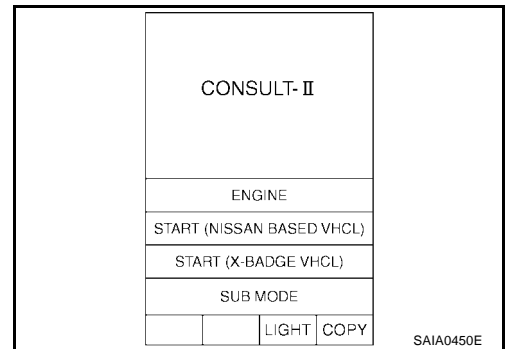 CONSULT-II
ENGINE
START (NISSAN BASED VHCL)
START (X-BADGE VHCL)
SUB MODE
LIGHT COPY
SAIA0450E